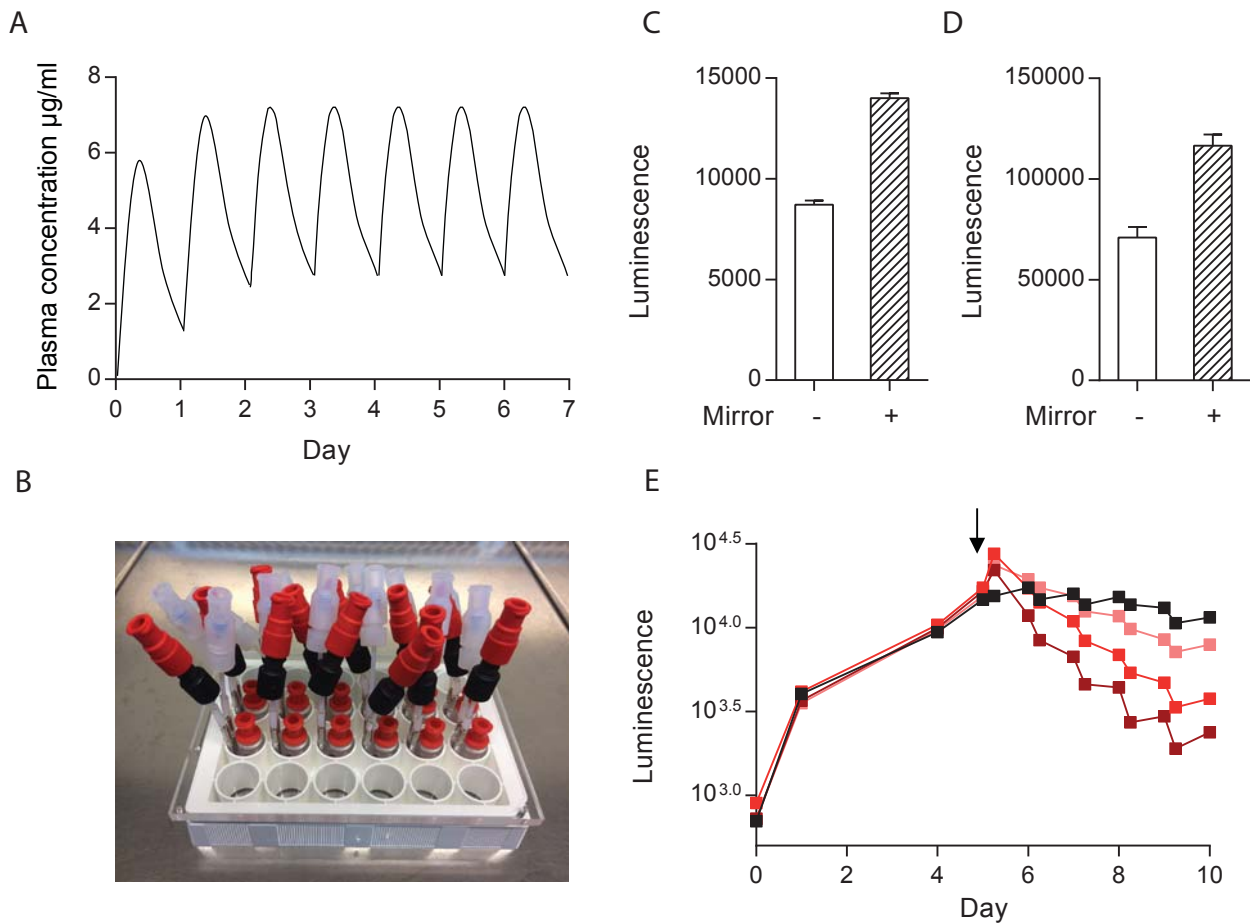 A
Plasma concentration µg/ml
8
6
4
2
0
0 1 2 3 4 5 6 7
Day
B
C
Luminescence
15000
10000
5000
0
Mirror - +
D
Luminescence
150000
100000
50000
0
Mirror - +
E
Luminescence
10^4.5
10^4.0
10^3.5
10^3.0
0 2 4 6 8 10
Day